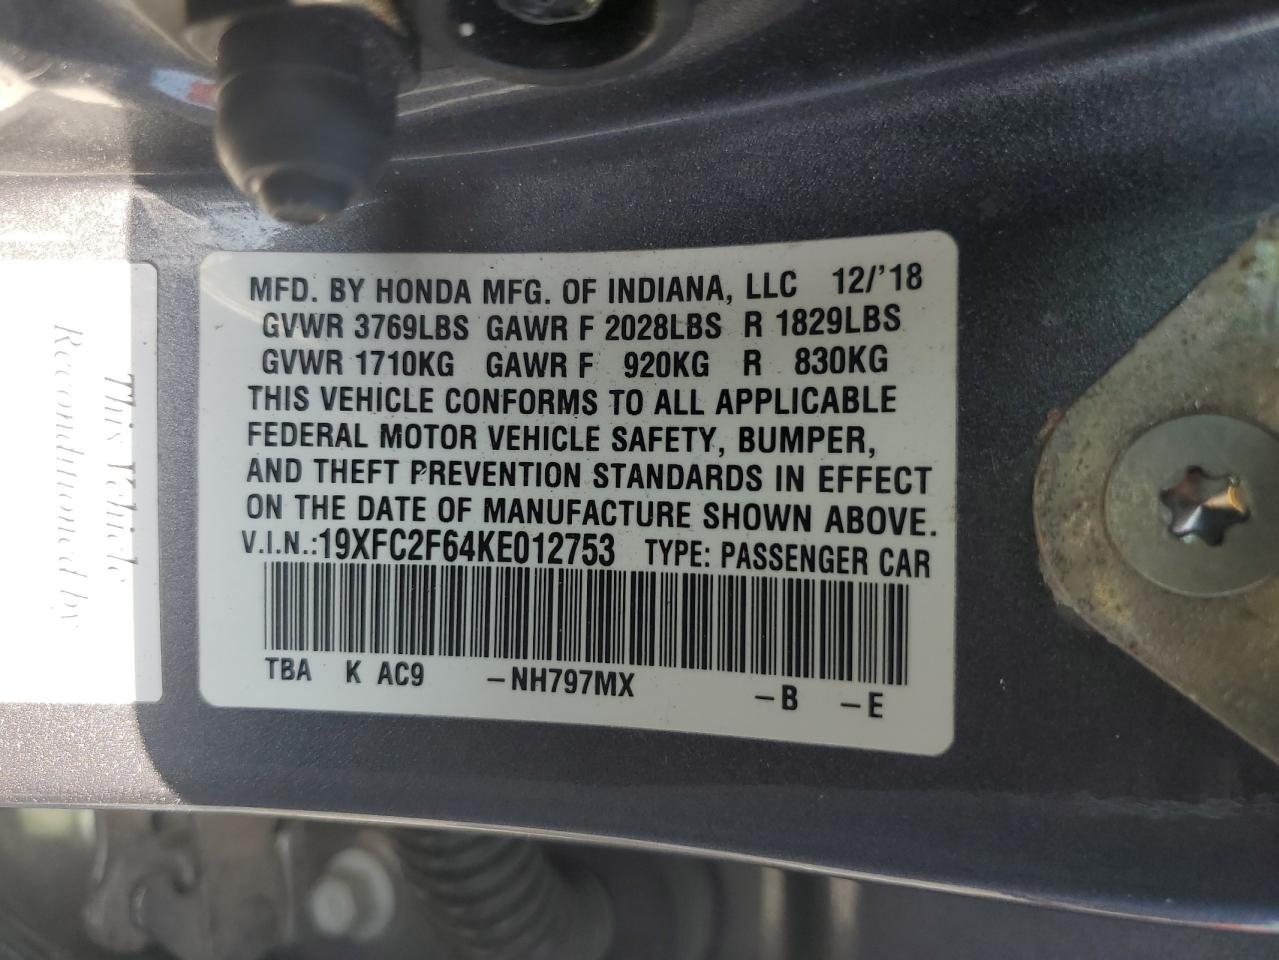 MFD. BY HONDA MFG. OF INDIANA, LLC 12/'18
GVWR 3769LBS GAWR F 2028LBS R 1829LBS
GVWR 1710KG GAWR F 920KG R 830KG
THIS VEHICLE CONFORMS TO ALL APPLICABLE
FEDERAL MOTOR VEHICLE SAFETY, BUMPER,
AND THEFT PREVENTION STANDARDS IN EFFECT
ON THE DATE OF MANUFACTURE SHOWN ABOVE.
V.I.N.:19XFC2F64KE012753 TYPE: PASSENGER CAR
TBA K AC9 -NH797MX -B -E
This Vehicle
Reconditioned by